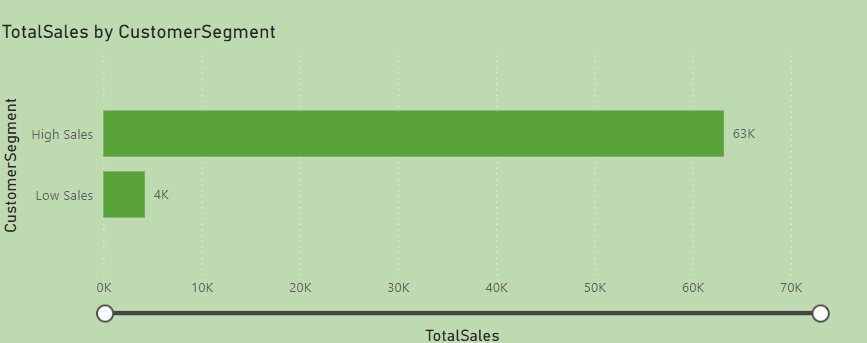 TotalSales by CustomerSegment
CustomerSegment
High Sales
63K
Low Sales
4K
0K 10K 20K 30K 40K 50K 60K 70K
TotalSales